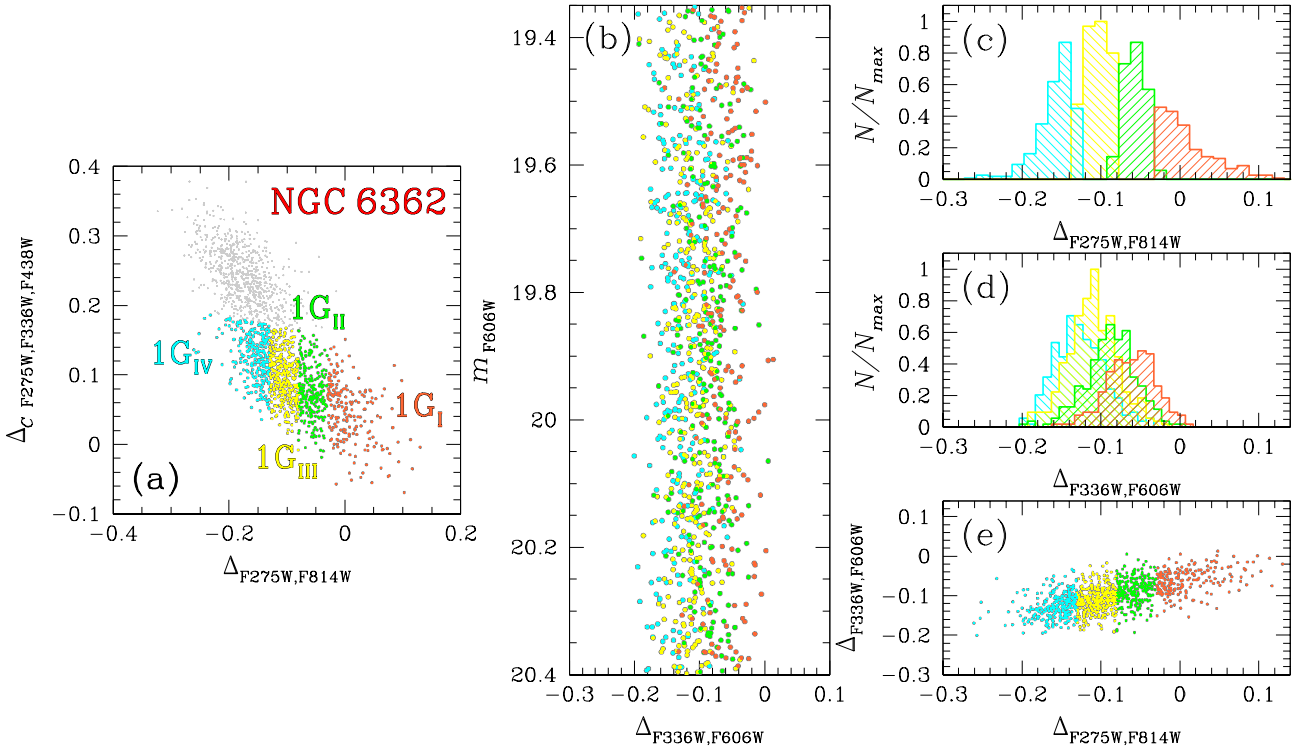 NGC 6362
1G_II
1G_IV
1G_III
1G_I
(a)
0.4
0.3
0.2
0.1
0
−0.1
−0.4
−0.2
0
0.2
Δ_F275W,F814W
Δ_C F275W,F336W,F438W
(b)
19.4
19.6
19.8
20
20.2
20.4
−0.3
−0.2
−0.1
0
0.1
Δ_F336W,F606W
m_F606W
(c)
1
0.8
0.6
0.4
0.2
0
−0.3
−0.2
−0.1
0
0.1
Δ_F275W,F814W
N/N_max
(d)
1
0.8
0.6
0.4
0.2
0
−0.3
−0.2
−0.1
0
0.1
Δ_F336W,F606W
N/N_max
(e)
0.1
0
−0.1
−0.2
−0.3
−0.3
−0.2
−0.1
0
0.1
Δ_F275W,F814W
Δ_F336W,F606W